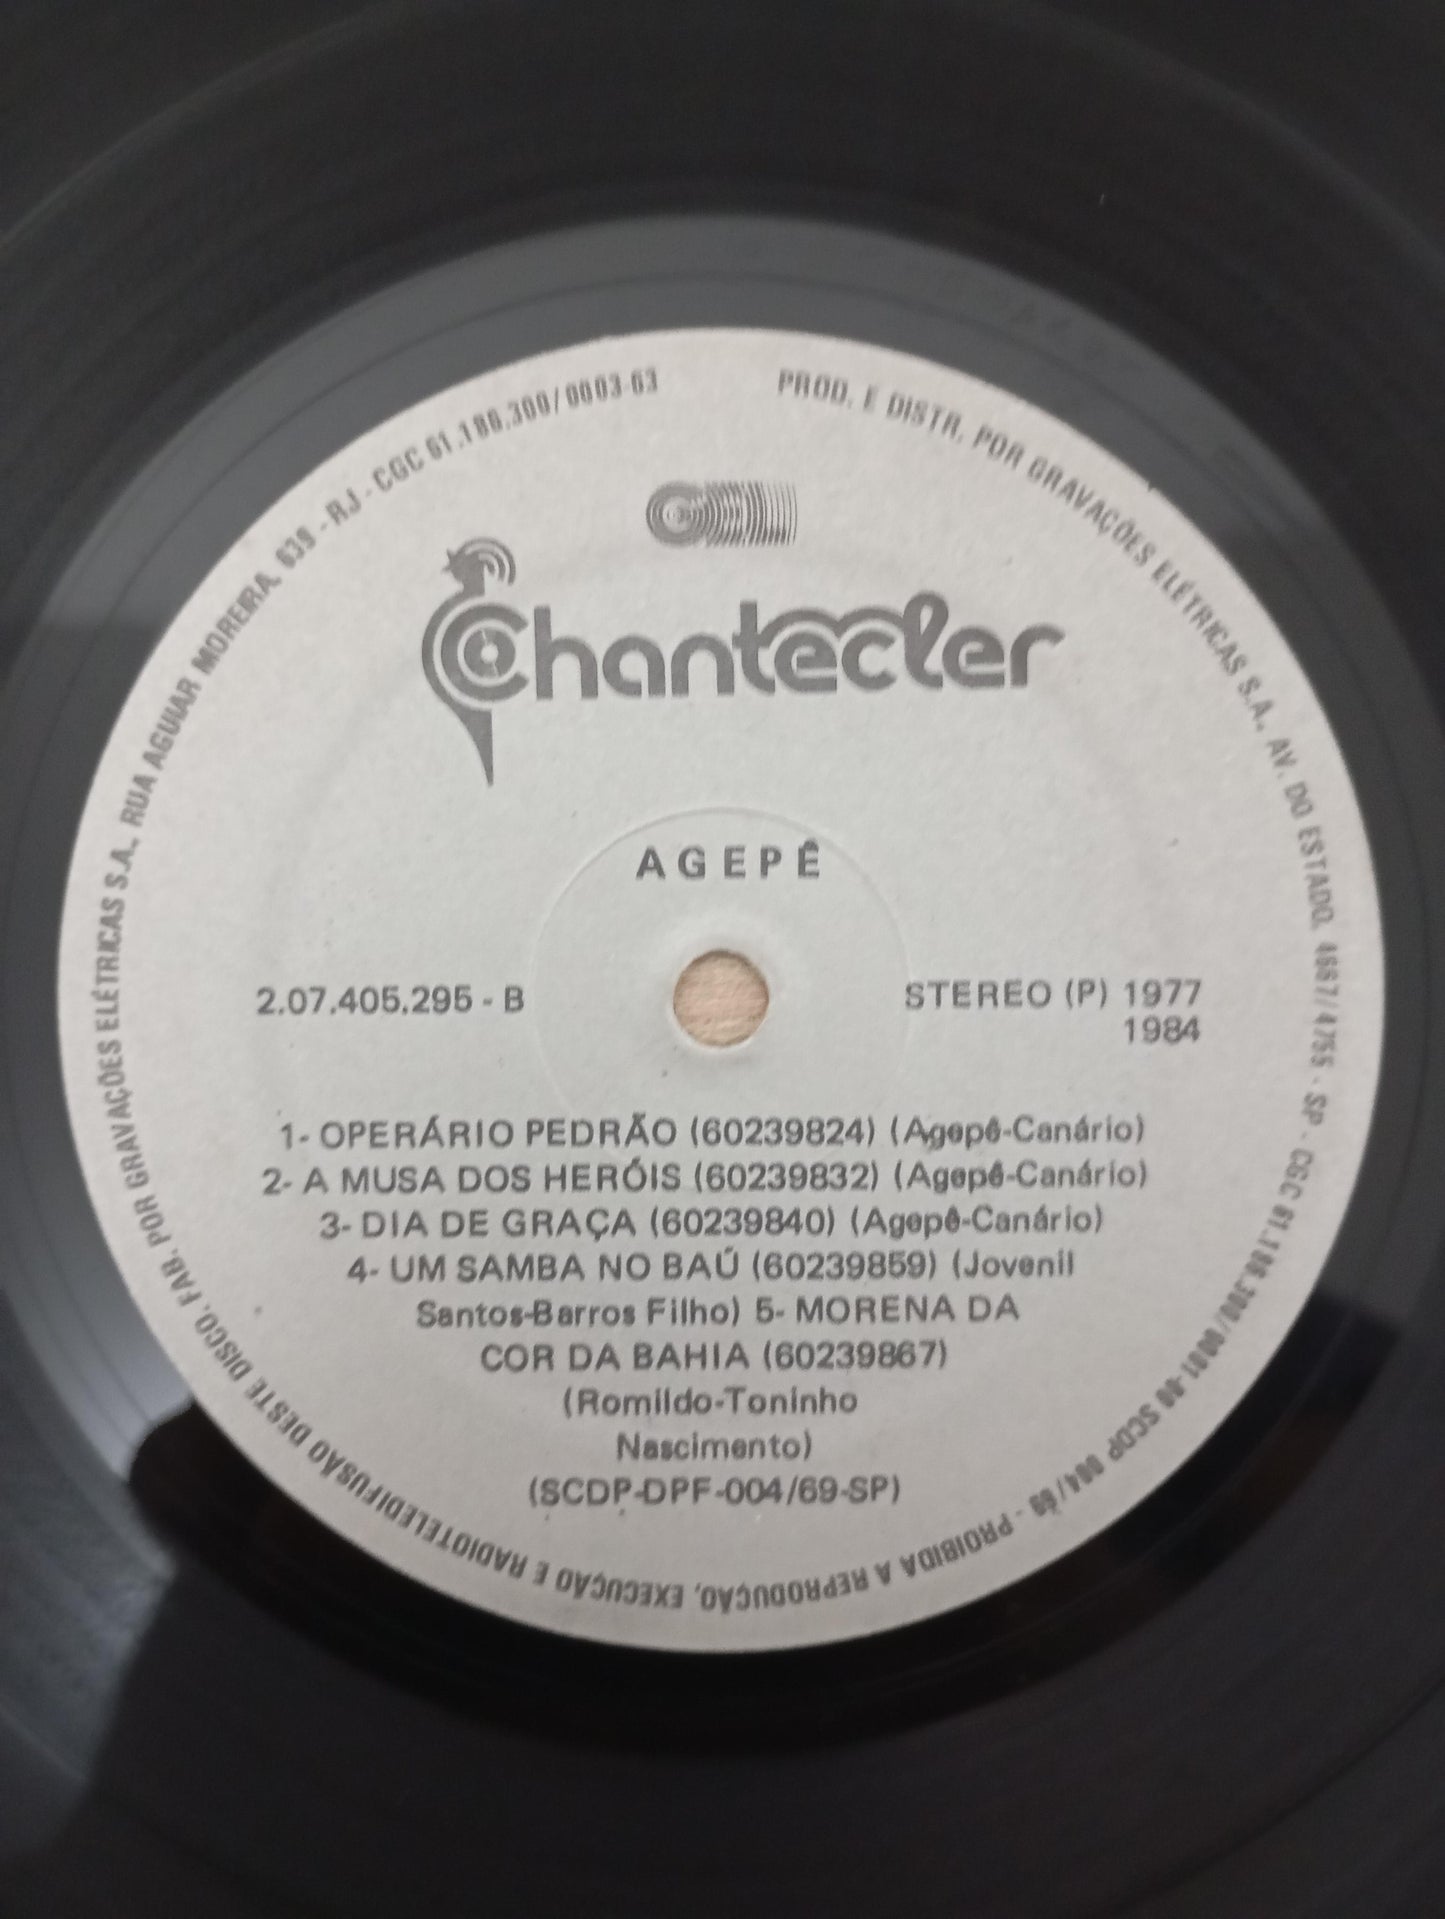 PROD. E DISTR. POR GRAVAÇÕES ELÉTRICAS S.A. AV. DO ESTADO, 4667/4755 - SP - CGC 61.186.300/0001-00 SCDP 004/69 - PROIBIDA A REPRODUÇÃO, EXECUÇÃO E RADIOTELEDIFUSÃO DESTE DISCO. FAB. POR GRAVAÇÕES ELÉTRICAS S.A. RUA AGUIAR MOREIRA, 639 - RJ - CGC 61.186.300/0003-63
Chantecler
AGEPÊ
2.07.405.295 - B
STEREO (P) 1977
1984
1- OPERÁRIO PEDRÃO (60239824) (Agepê-Canário)
2- A MUSA DOS HERÓIS (60239832) (Agepê-Canário)
3- DIA DE GRAÇA (60239840) (Agepê-Canário)
4- UM SAMBA NO BAÚ (60239859) (Jovenil
Santos-Barros Filho) 5- MORENA DA
COR DA BAHIA (60239867)
(Romildo-Toninho
Nascimento)
(SCDP-DPF-004/69-SP)